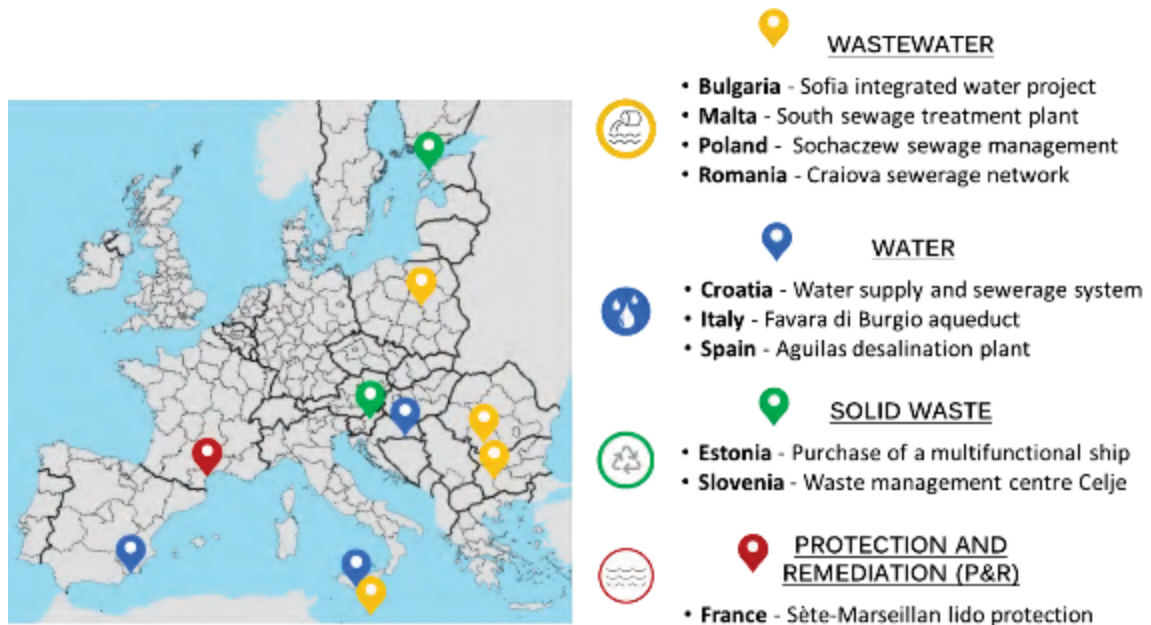 WASTEWATER
• Bulgaria - Sofia integrated water project
• Malta - South sewage treatment plant
• Poland - Sochaczew sewage management
• Romania - Craiova sewerage network
WATER
• Croatia - Water supply and sewerage system
• Italy - Favara di Burgio aqueduct
• Spain - Aguilas desalination plant
SOLID WASTE
• Estonia - Purchase of a multifunctional ship
• Slovenia - Waste management centre Celje
PROTECTION AND
REMEDIATION (P&R)
• France - Sète-Marseillan lido protection